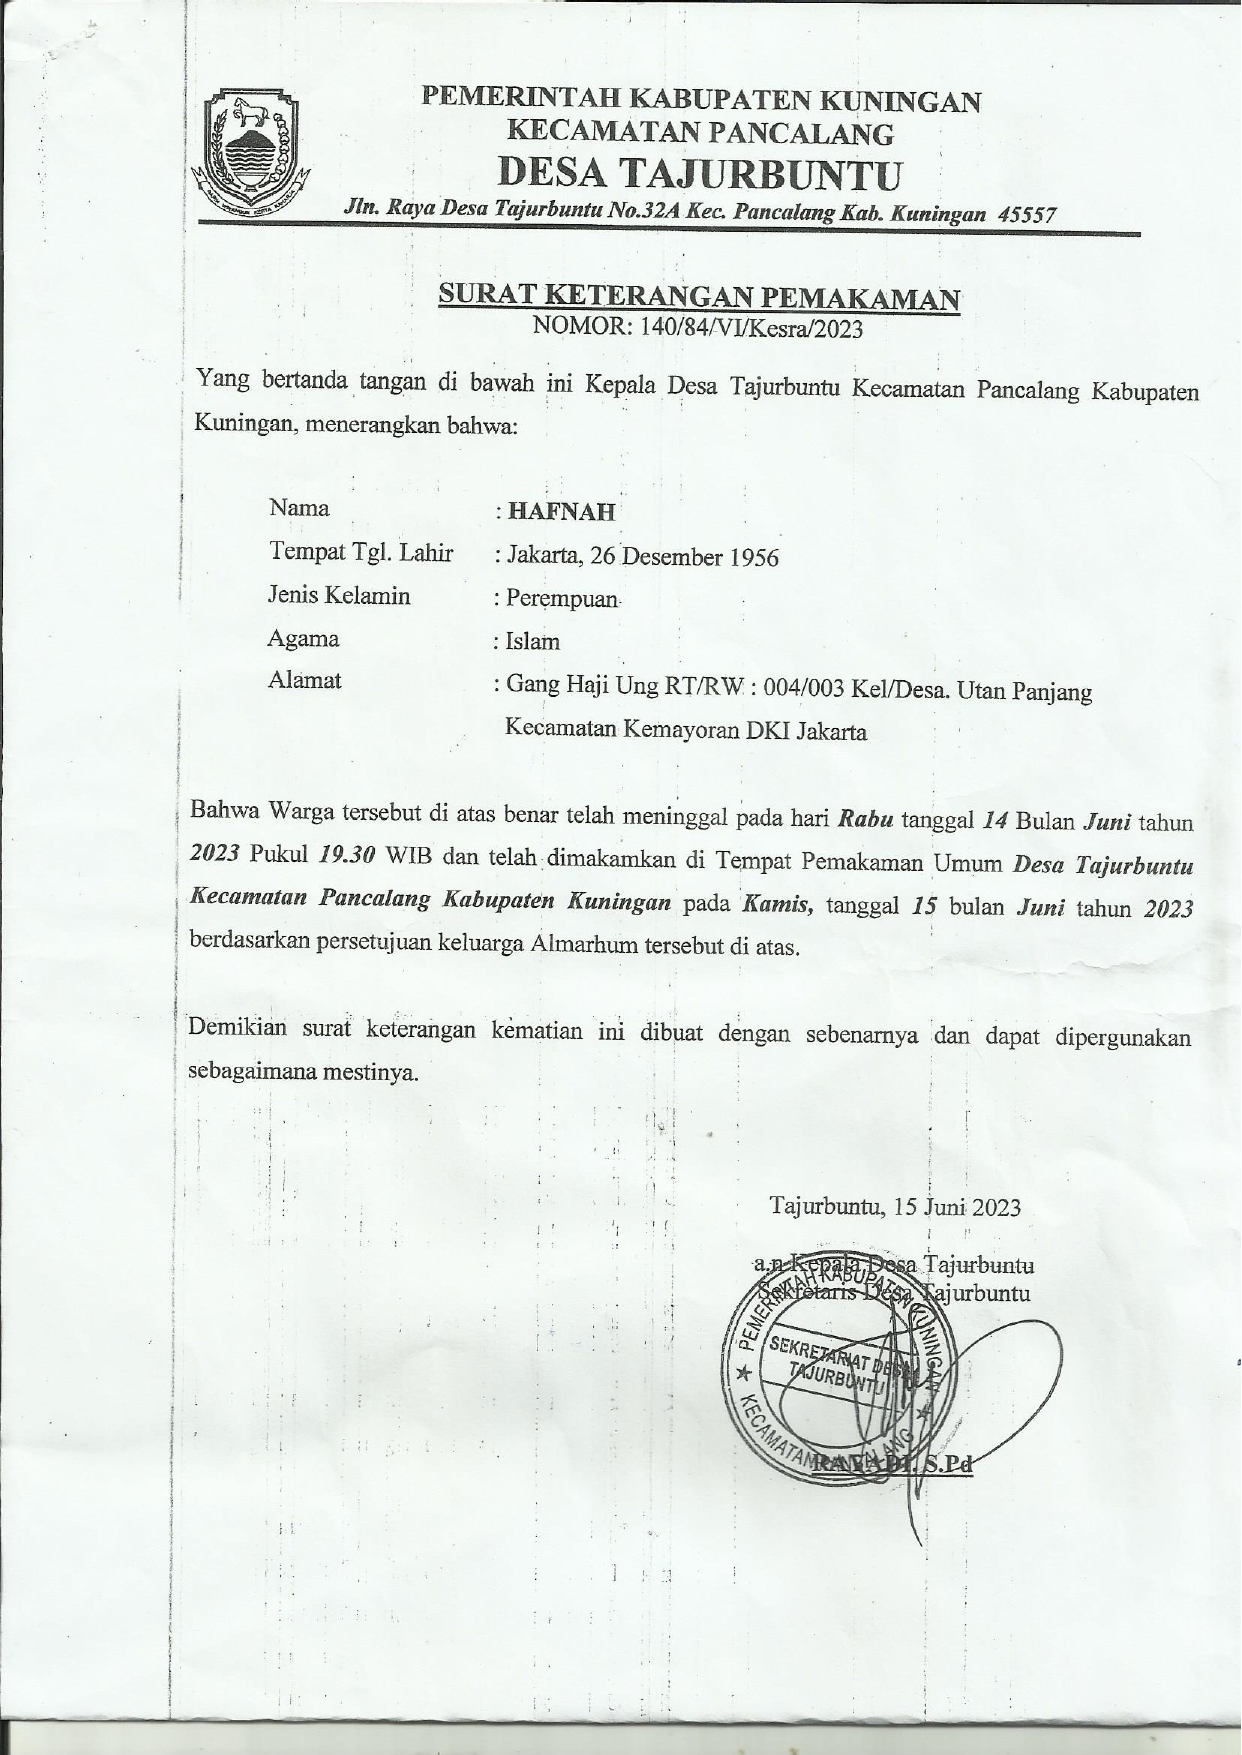 PEMERINTAH KABUPATEN KUNINGAN
KECAMATAN PANCALANG
DESA TAJURBUNTU
Jln. Raya Desa Tajurbuntu No.32A Kec. Pancalang Kab. Kuningan 45557
SURAT KETERANGAN PEMAKAMAN
NOMOR: 140/84/VI/Kesra/2023
Yang bertanda tangan di bawah ini Kepala Desa Tajurbuntu Kecamatan Pancalang Kabupaten
Kuningan, menerangkan bahwa:
Nama : HAFNAH
Tempat Tgl. Lahir : Jakarta, 26 Desember 1956
Jenis Kelamin : Perempuan
Agama : Islam
Alamat : Gang Haji Ung RT/RW : 004/003 Kel/Desa. Utan Panjang
Kecamatan Kemayoran DKI Jakarta
Bahwa Warga tersebut di atas benar telah meninggal pada hari Rabu tanggal 14 Bulan Juni tahun
2023 Pukul 19.30 WIB dan telah dimakamkan di Tempat Pemakaman Umum Desa Tajurbuntu
Kecamatan Pancalang Kabupaten Kuningan pada Kamis, tanggal 15 bulan Juni tahun 2023
berdasarkan persetujuan keluarga Almarhum tersebut di atas.
Demikian surat keterangan kematian ini dibuat dengan sebenarnya dan dapat dipergunakan
sebagaimana mestinya.
Tajurbuntu, 15 Juni 2023
a.n Kepala Desa Tajurbuntu
Sekretaris Desa Tajurbuntu
PEMERINTAH KABUPATEN KUNINGAN
SEKRETARIAT DESA
TAJURBUNTU
KECAMATAN PANCALANG
S.Pd